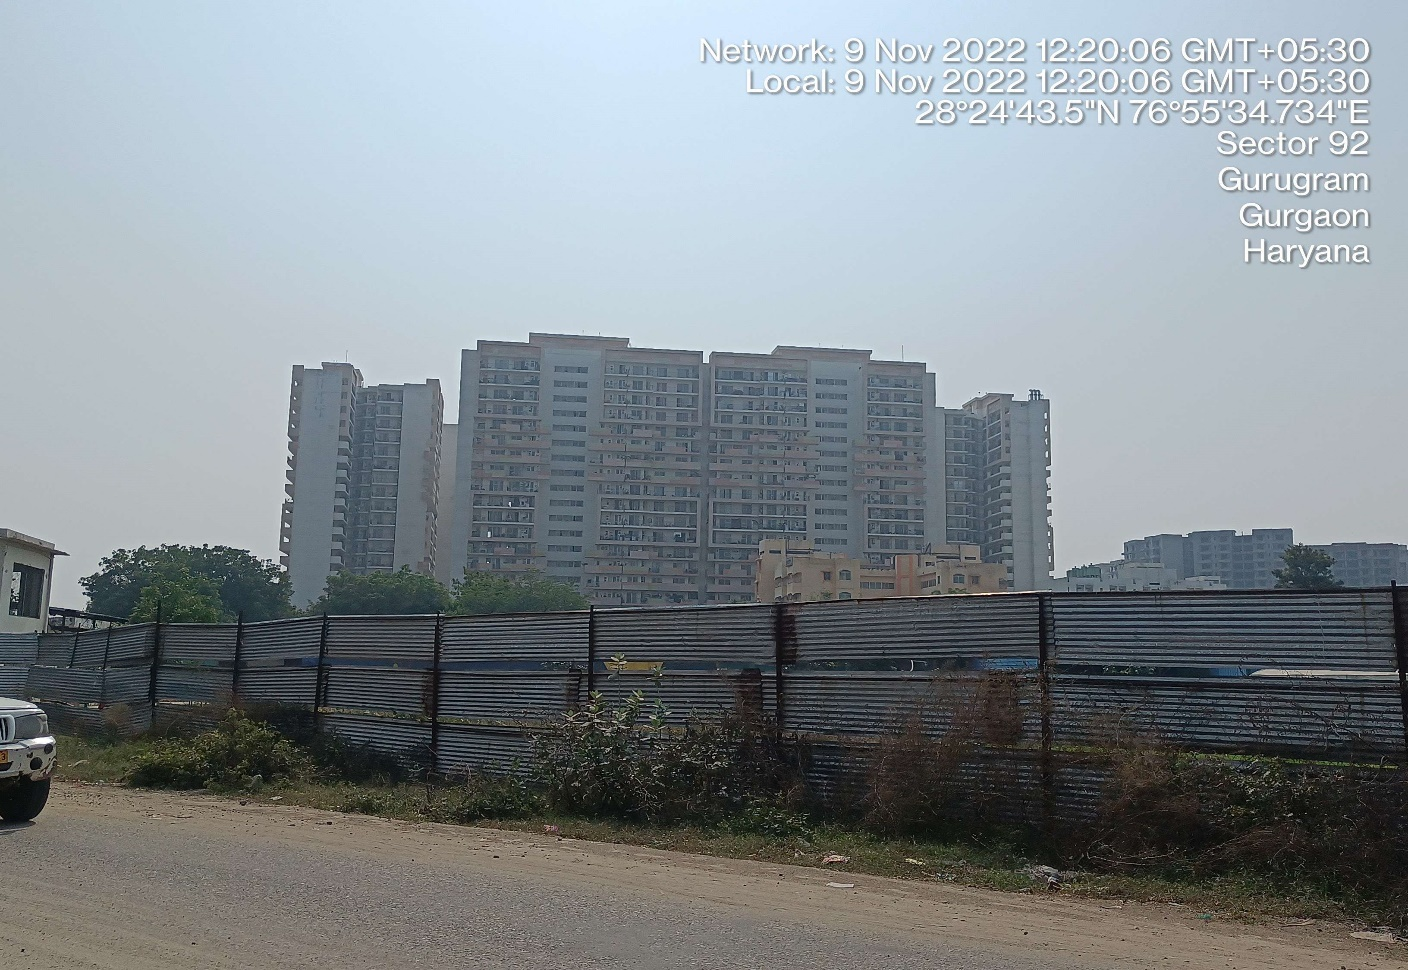 Network: 9 Nov 2022 12:20:06 GMT+05:30
Local: 9 Nov 2022 12:20:06 GMT+05:30
28°24'43.5"N 76°55'34.734"E
Sector 92
Gurugram
Gurgaon
Haryana